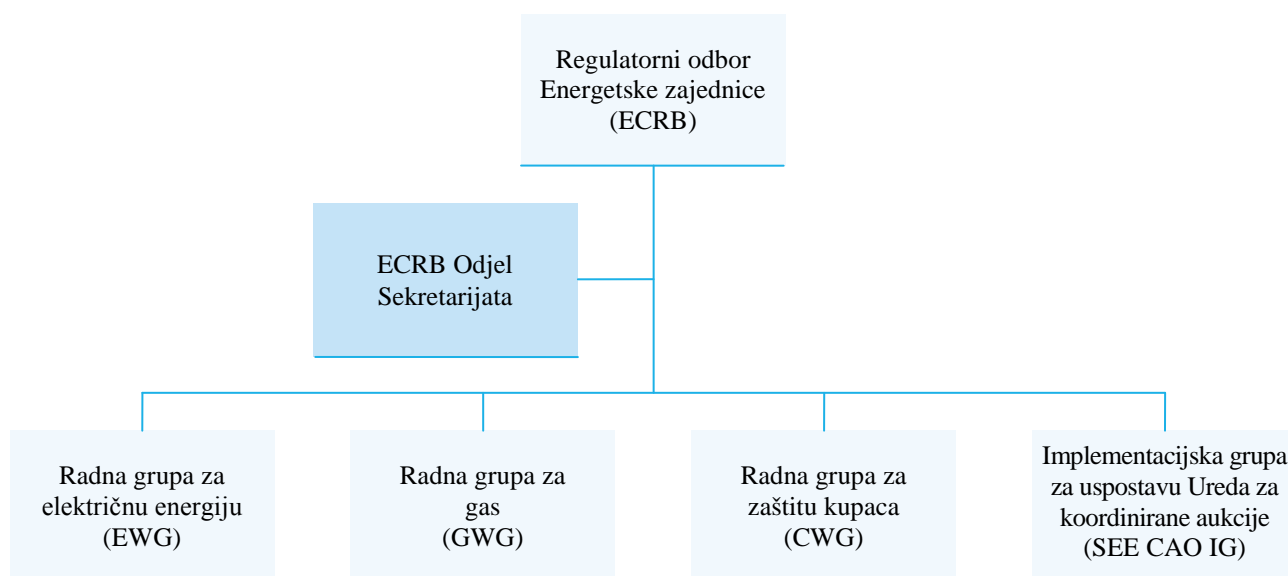 Regulatorni odbor
Energetske zajednice
(ECRB)
ECRB Odjel
Sekretarijata
Radna grupa za
električnu energiju
(EWG)
Radna grupa za
gas
(GWG)
Radna grupa za
zaštitu kupaca
(CWG)
Implementacijska grupa
za uspostavu Ureda za
koordinirane aukcije
(SEE CAO IG)